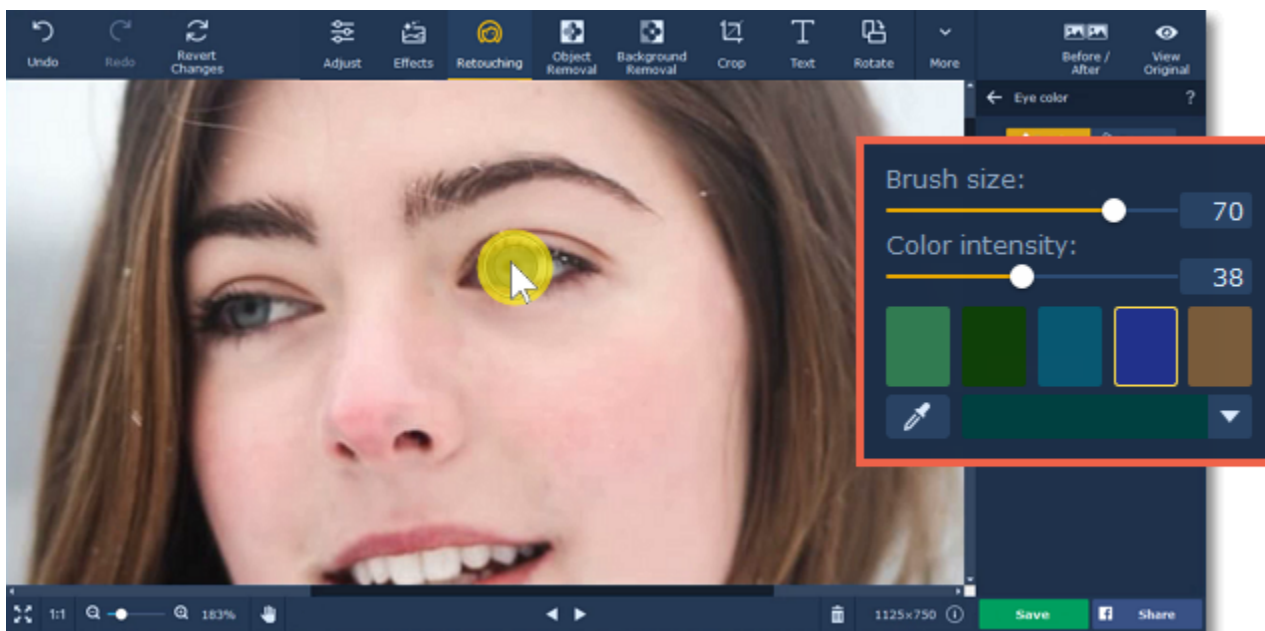 Undo
Redo
Revert
Changes
Adjust
Effects
Retouching
Object
Removal
Background
Removal
Crop
Text
Rotate
More
Before /
After
View
Original
Eye color
?
Brush size:
70
Color intensity:
38
1:1
183%
1125×750
Save
Share